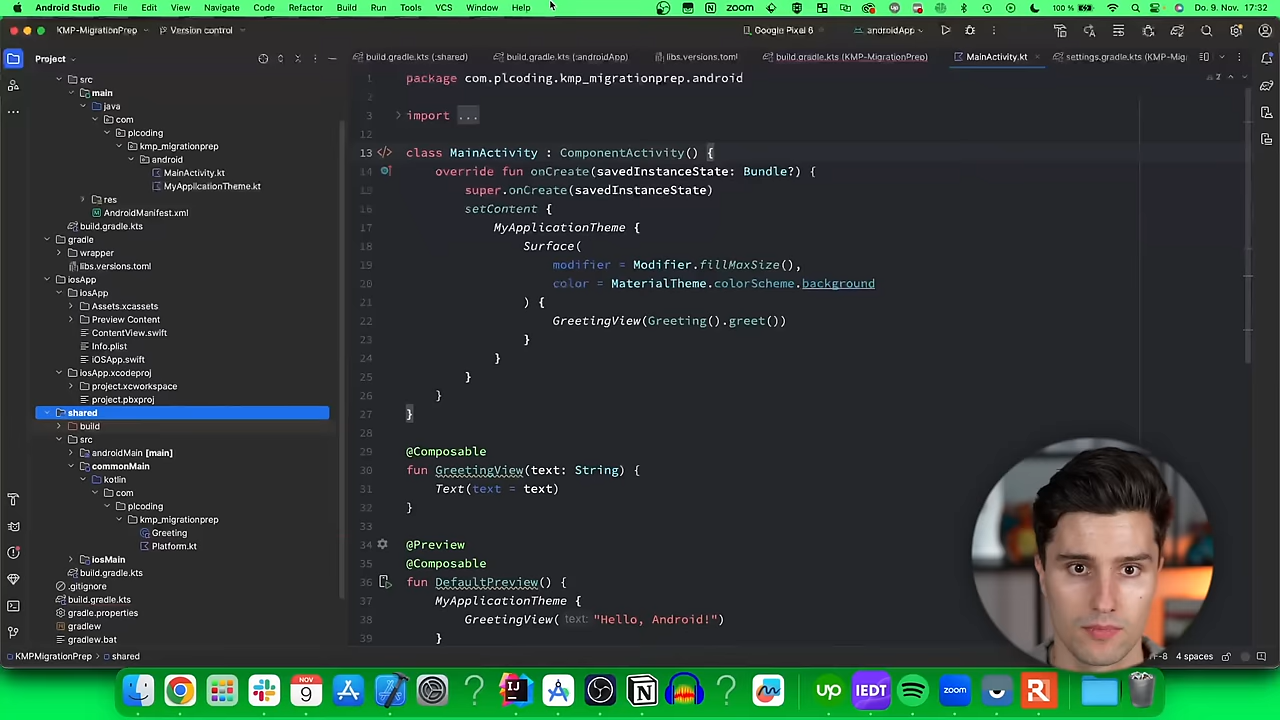 Android Studio File Edit View Navigate Code Refactor Build Run Tools VCS Window Help zoom 100 % Do. 9. Nov. 17:32
KMP-MigrationPrep Version control Google Pixel 6 androidApp
Project
build.gradle.kts (:shared) build.gradle.kts (:androidApp) libs.versions.toml build.gradle.kts (KMP-MigrationPrep) MainActivity.kt settings.gradle.kts (KMP-Mig
src
main
java
com
plcoding
kmp_migrationprep
android
MainActivity.kt
MyApplicationTheme.kt
res
AndroidManifest.xml
build.gradle.kts
gradle
wrapper
libs.versions.toml
iosApp
iosApp
Assets.xcassets
Preview Content
ContentView.swift
Info.plist
iOSApp.swift
iosApp.xcodeproj
project.xcworkspace
project.pbxproj
shared
build
src
androidMain [main]
commonMain
kotlin
com
plcoding
kmp_migrationprep
Greeting
Platform.kt
iosMain
build.gradle.kts
.gitignore
build.gradle.kts
gradle.properties
gradlew
gradlew.bat
1 package com.plcoding.kmp_migrationprep.android
2
3 import ...
12
13 class MainActivity : ComponentActivity() {
14 override fun onCreate(savedInstanceState: Bundle?) {
15 super.onCreate(savedInstanceState)
16 setContent {
17 MyApplicationTheme {
18 Surface(
19 modifier = Modifier.fillMaxSize(),
20 color = MaterialTheme.colorScheme.background
21 ) {
22 GreetingView(Greeting().greet())
23 }
24 }
25 }
26 }
27 }
28
29 @Composable
30 fun GreetingView(text: String) {
31 Text(text = text)
32 }
33
34 @Preview
35 @Composable
36 fun DefaultPreview() {
37 MyApplicationTheme {
38 GreetingView( text: "Hello, Android!")
39 }
2
KMPMigrationPrep shared 4 spaces
NOV
9
IJ
up IEDT zoom R